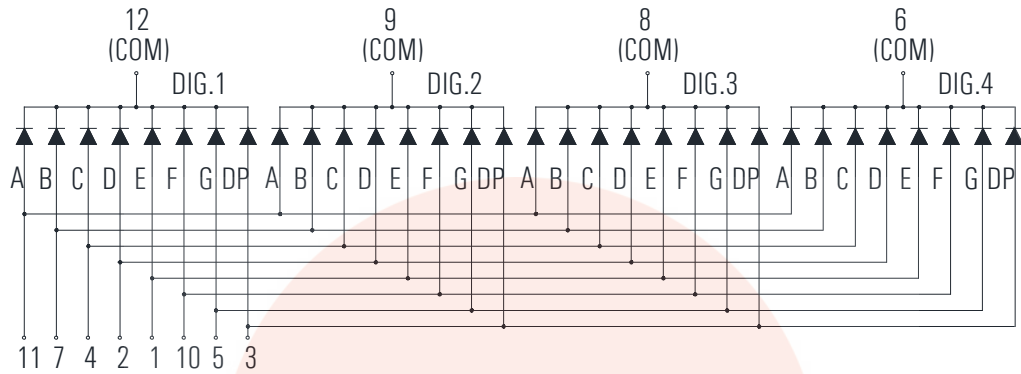 12 9 8 6
(COM) (COM) (COM) (COM)
DIG.1 DIG.2 DIG.3 DIG.4
A B C D E F G DP A B C D E F G DP A B C D E F G DP A B C D E F G DP
11 7 4 2 1 10 5 3